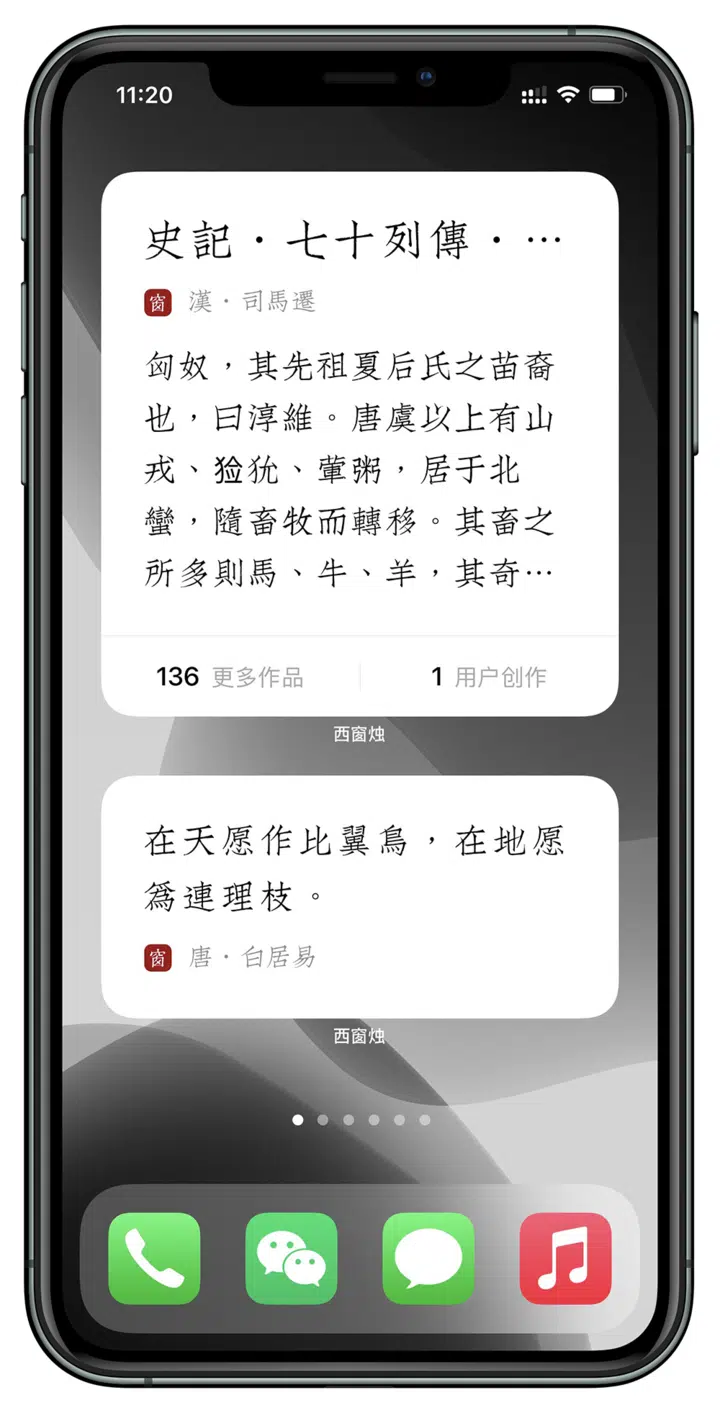 11:20
史記·七十列傳·…
窗 漢·司馬遷
匈奴，其先祖夏后氏之苗裔
也，曰淳維。唐虞以上有山
戎、猃狁、葷粥，居于北
蠻，隨畜牧而轉移。其畜之
所多則馬、牛、羊，其奇…
136 更多作品 1 用户创作
西窗烛
在天愿作比翼鳥，在地愿
為連理枝。
窗 唐·白居易
西窗烛